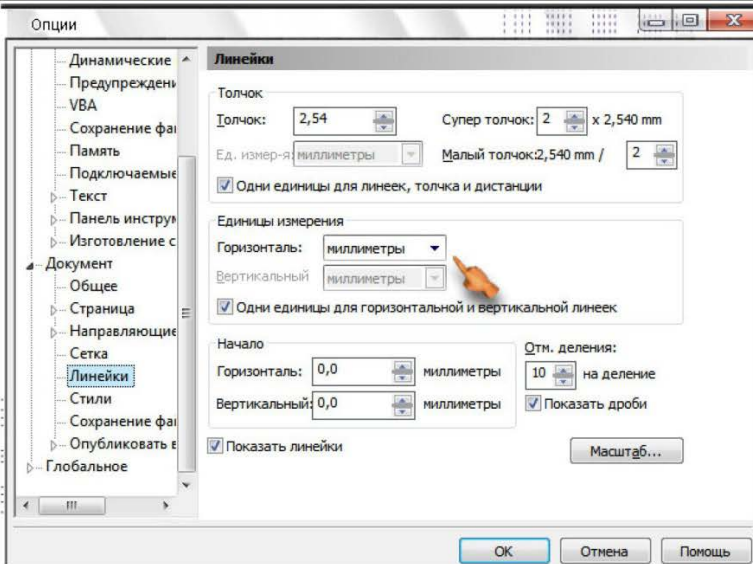 Опции
Динамические
Предупреждени
VBA
Сохранение фаи
Память
Подключаемые
Текст
Панель инструм
Изготовление с
Документ
Общее
Страница
Направляющие
Сетка
Линейки
Стили
Сохранение фаи
Опубликовать в
Глобальное
Линейки
Толчок
Толчок: 2,54 Супер толчок: 2 x 2,540 mm
Ед. измер-я: миллиметры Малый толчок:2,540 mm / 2
Одни единицы для линеек, толчка и дистанции
Единицы измерения
Горизонталь: миллиметры
Вертикальный миллиметры
Одни единицы для горизонтальной и вертикальной линеек
Начало
Горизонталь: 0,0 миллиметры
Вертикальный: 0,0 миллиметры
Отм. деления:
10 на деление
Показать дроби
Показать линейки
Масштаб...
OK Отмена Помощь